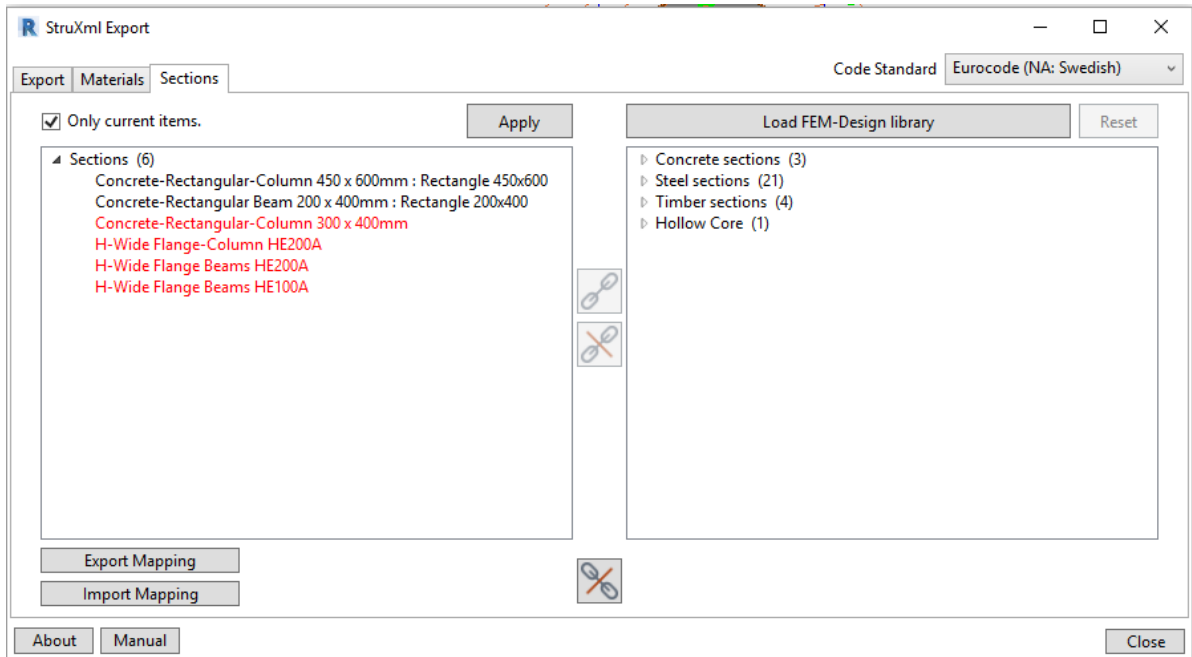 StruXml Export
Export Materials Sections
Code Standard Eurocode (NA: Swedish)
Only current items.
Apply
Load FEM-Design library
Reset
Sections (6)
Concrete-Rectangular-Column 450 x 600mm : Rectangle 450x600
Concrete-Rectangular Beam 200 x 400mm : Rectangle 200x400
Concrete-Rectangular-Column 300 x 400mm
H-Wide Flange-Column HE200A
H-Wide Flange Beams HE200A
H-Wide Flange Beams HE100A
Concrete sections (3)
Steel sections (21)
Timber sections (4)
Hollow Core (1)
Export Mapping
Import Mapping
About
Manual
Close